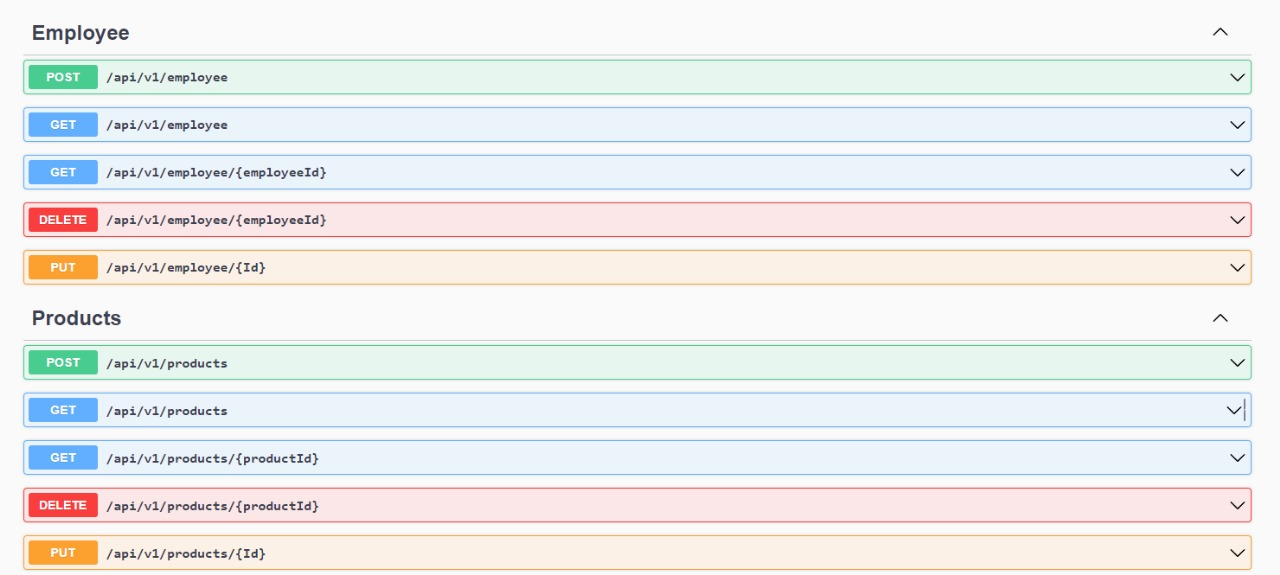 Employee
POST /api/v1/employee
GET /api/v1/employee
GET /api/v1/employee/{employeeId}
DELETE /api/v1/employee/{employeeId}
PUT /api/v1/employee/{Id}
Products
POST /api/v1/products
GET /api/v1/products
GET /api/v1/products/{productId}
DELETE /api/v1/products/{productId}
PUT /api/v1/products/{Id}